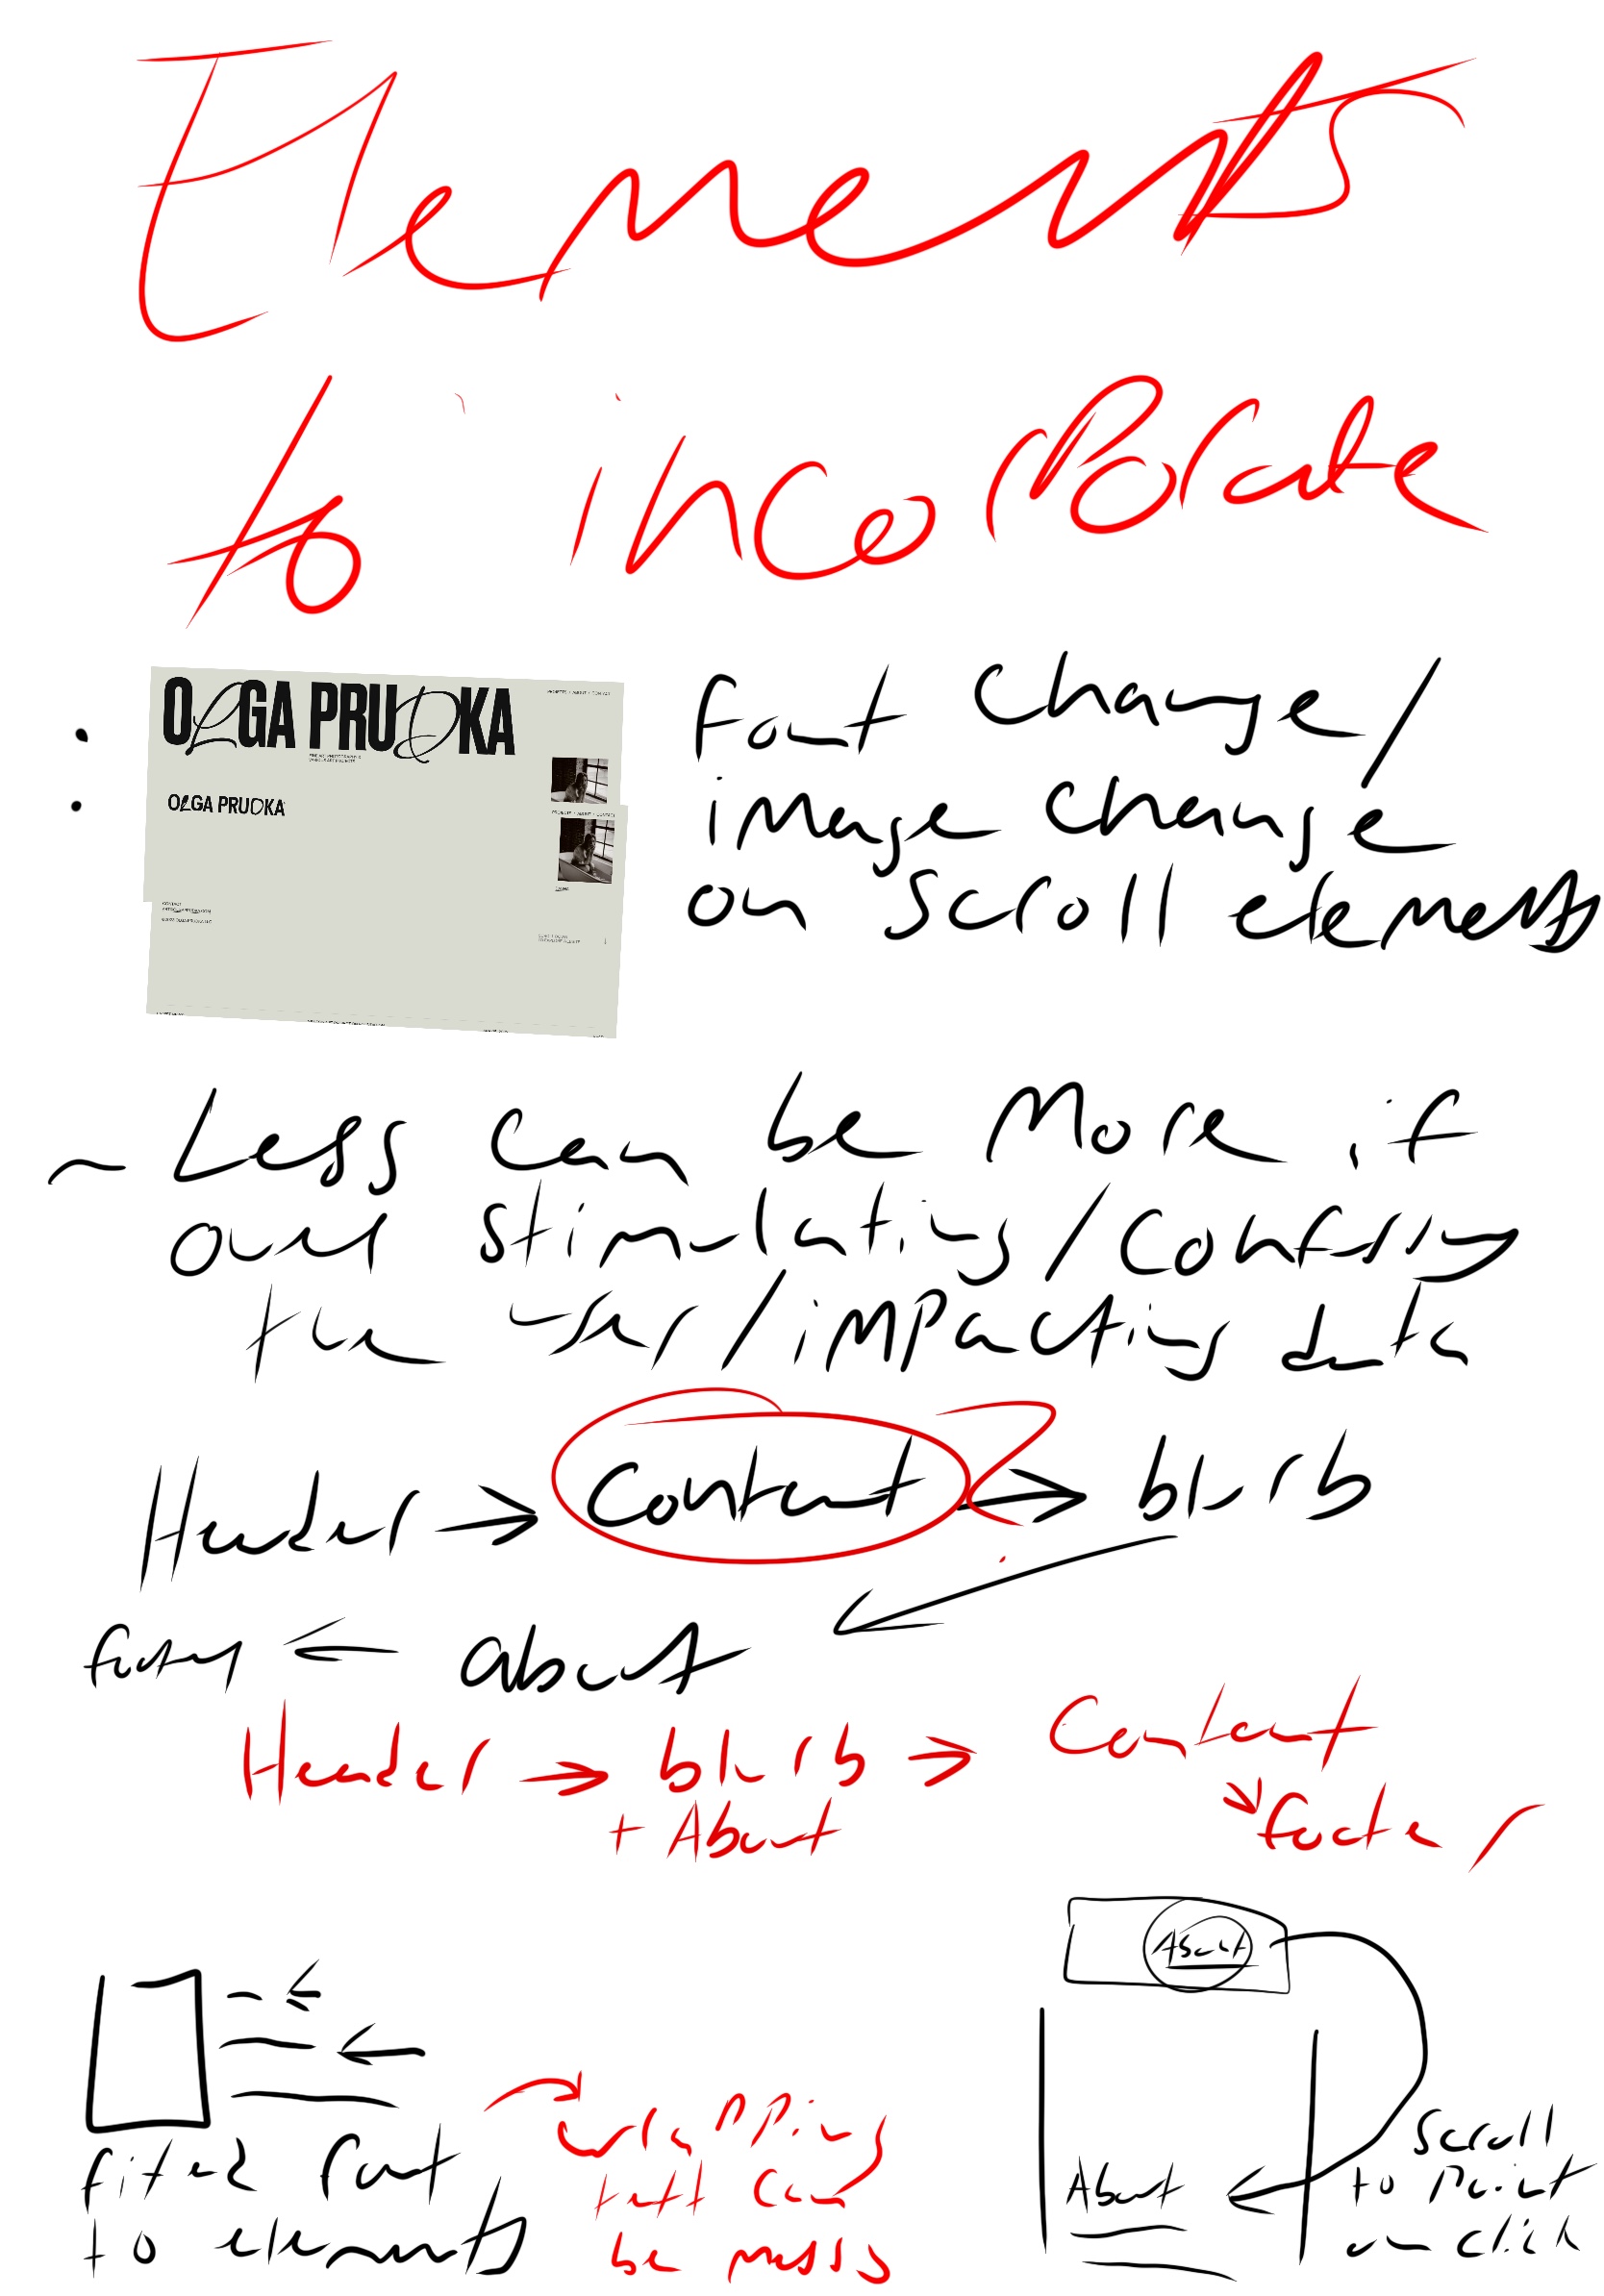 Elements
to incorporate
:
OLGA PRUDKA
OLGA PRUDKA
font change/
image change
on scroll elements
~ Less can be More if
over stimulating/confusing
the user/impacting data
Header → Content → blurb
footer ← about
Header → blurb → Content
+ About
footer
About
fited font
to elements
wrapping
text can
be messy
About
scroll
to Point
on click